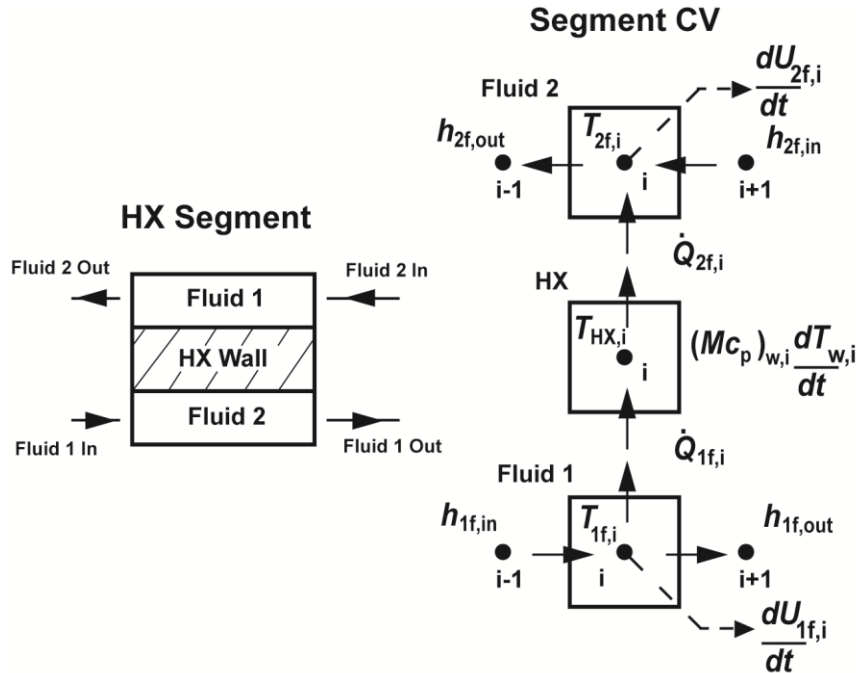 Segment CV
Fluid 2
dU2f,i
dt
h2f,out
T2f,i
h2f,in
i-1
i
i+1
HX Segment
Q̇2f,i
Fluid 2 Out
Fluid 2 In
Fluid 1
HX
HX Wall
THX,i
i
(Mcp)w,i dTw,i
dt
Fluid 2
Fluid 1 In
Fluid 1 Out
Q̇1f,i
Fluid 1
h1f,in
T1f,i
h1f,out
i-1
i
i+1
dU1f,i
dt